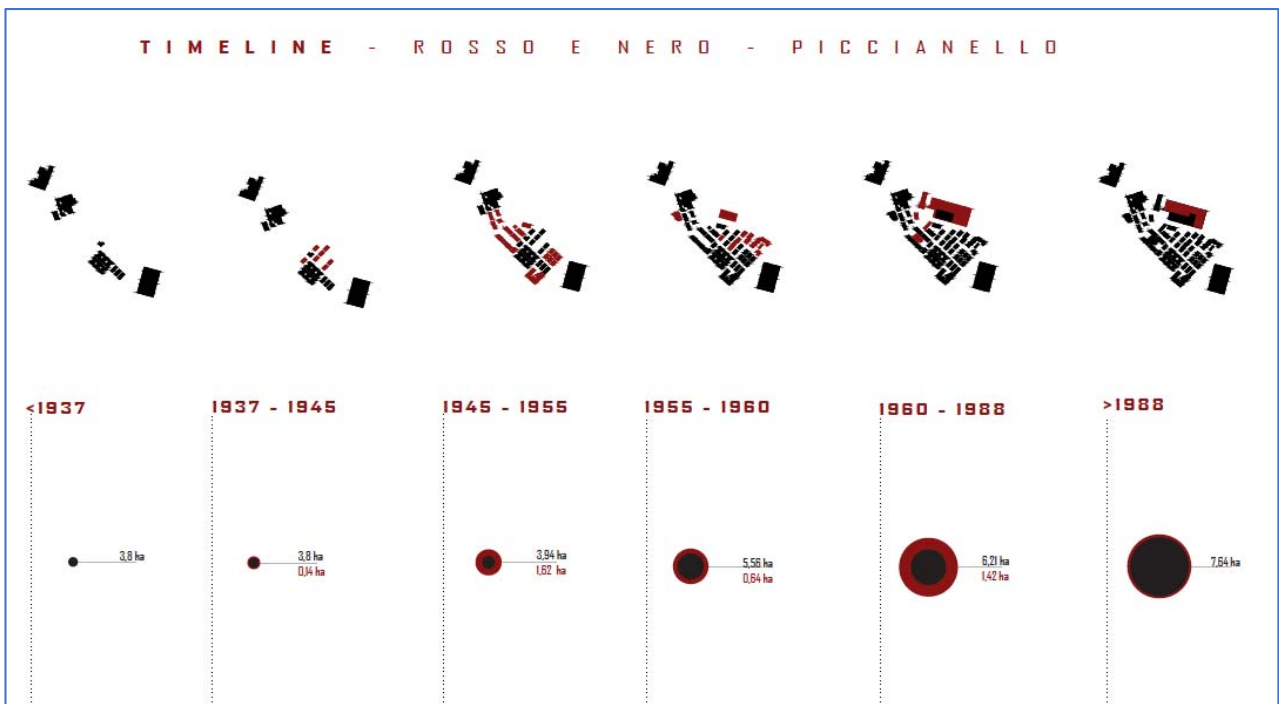 TIMELINE - ROSSO E NERO - PICCIANELLO
<1937
1937 - 1945
1945 - 1955
1955 - 1960
1960 - 1988
>1988
3,8 ha
3,8 ha
0,14 ha
3,94 ha
1,62 ha
5,56 ha
0,64 ha
6,21 ha
1,42 ha
7,64 ha